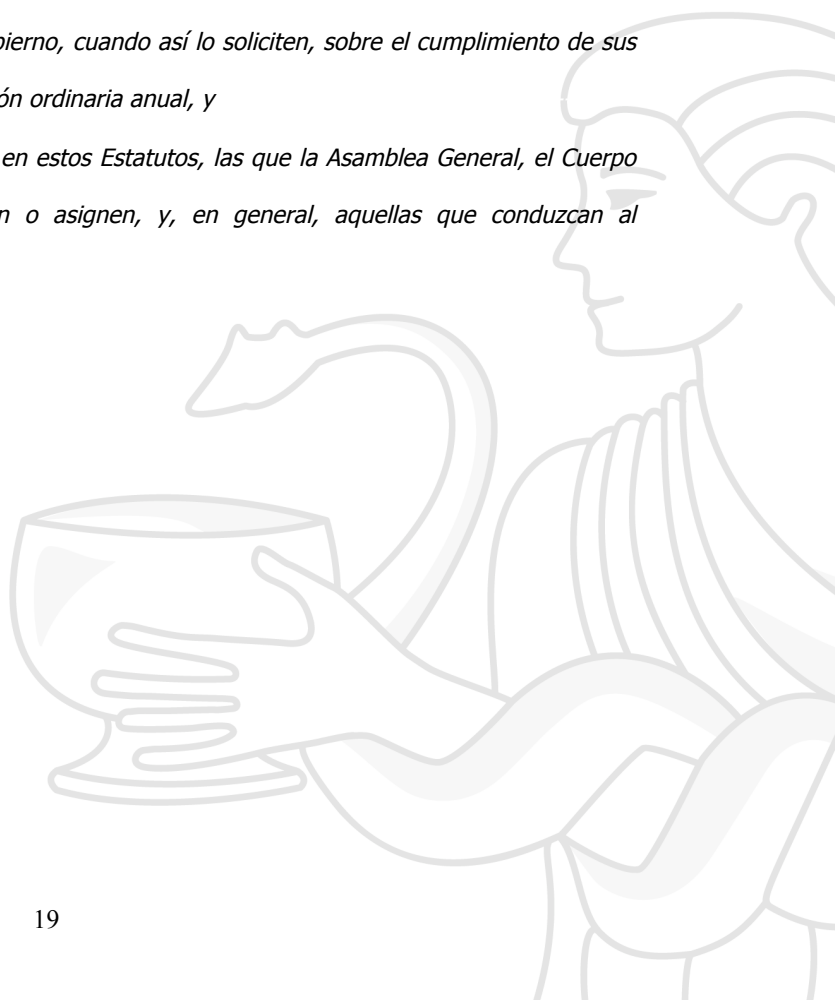 bierno, cuando así lo soliciten, sobre el cumplimiento de sus
ón ordinaria anual, y
en estos Estatutos, las que la Asamblea General, el Cuerpo
n o asignen, y, en general, aquellas que conduzcan al
19